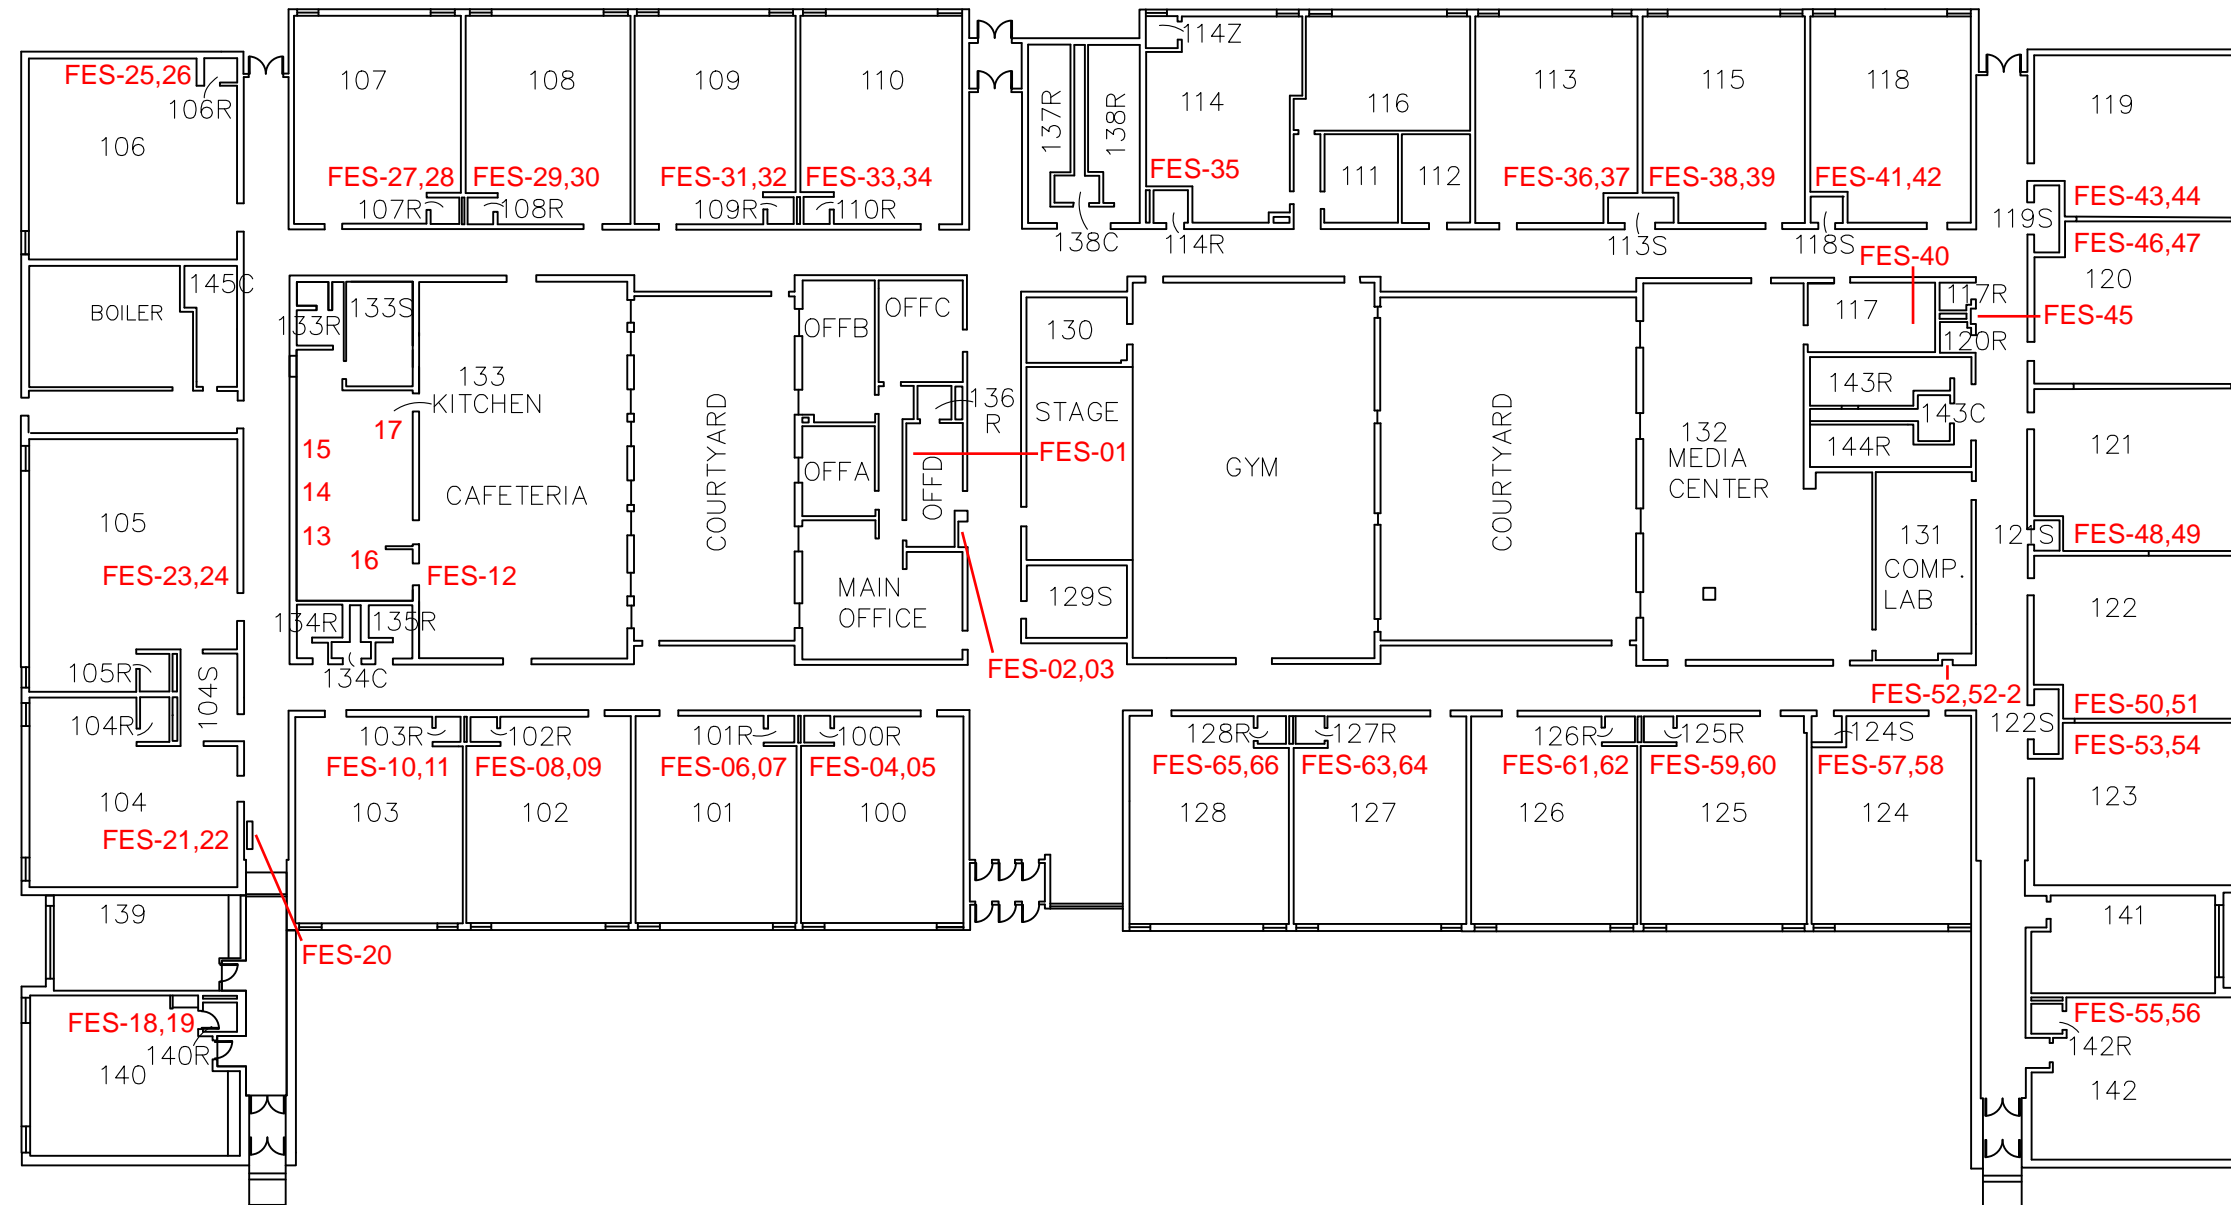 FES-25,26
106R
106
107
FES-27,28
107R
108
FES-29,30
108R
109
FES-31,32
109R
110
FES-33,34
110R
137R
138R
138C
114Z
114
FES-35
114R
116
111
112
113
FES-36,37
113S
115
FES-38,39
118
FES-41,42
118S
119
FES-43,44
119S
FES-46,47
120
FES-40
117
117R
FES-45
120R
145C
BOILER
133R
133S
133
KITCHEN
17
15
14
13
16
FES-12
CAFETERIA
COURTYARD
OFFB
OFFC
136
R
OFFA
OFFD
FES-01
MAIN
OFFICE
130
STAGE
129S
FES-02,03
GYM
COURTYARD
132
MEDIA
CENTER
143R
143C
144R
131
COMP.
LAB
FES-52,52-2
121
FES-48,49
121S
122
FES-50,51
122S
FES-53,54
123
105
FES-23,24
105R
104S
104R
104
FES-21,22
134R
135R
134C
103R
FES-10,11
103
102R
FES-08,09
102
101R
FES-06,07
101
100R
FES-04,05
100
128R
FES-65,66
128
127R
FES-63,64
127
126R
FES-61,62
126
125R
FES-59,60
125
124S
FES-57,58
124
139
FES-20
FES-18,19
140R
140
141
FES-55,56
142R
142